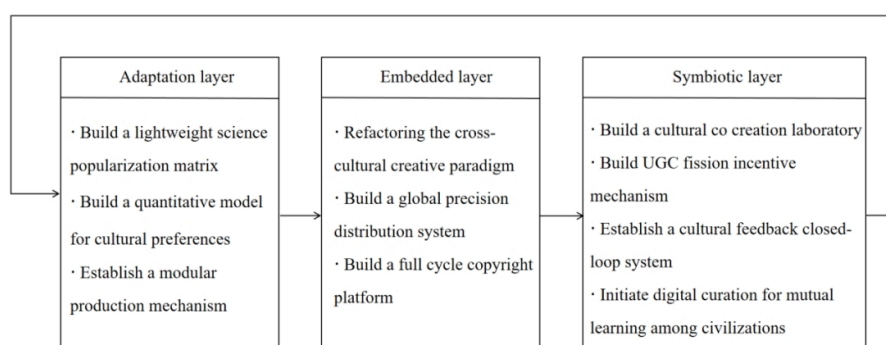 Adaptation layer
· Build a lightweight science
popularization matrix
· Build a quantitative model
for cultural preferences
· Establish a modular
production mechanism
Embedded layer
· Refactoring the cross-
cultural creative paradigm
· Build a global precision
distribution system
· Build a full cycle copyright
platform
Symbiotic layer
· Build a cultural co creation laboratory
· Build UGC fission incentive
mechanism
· Establish a cultural feedback closed-
loop system
· Initiate digital curation for mutual
learning among civilizations